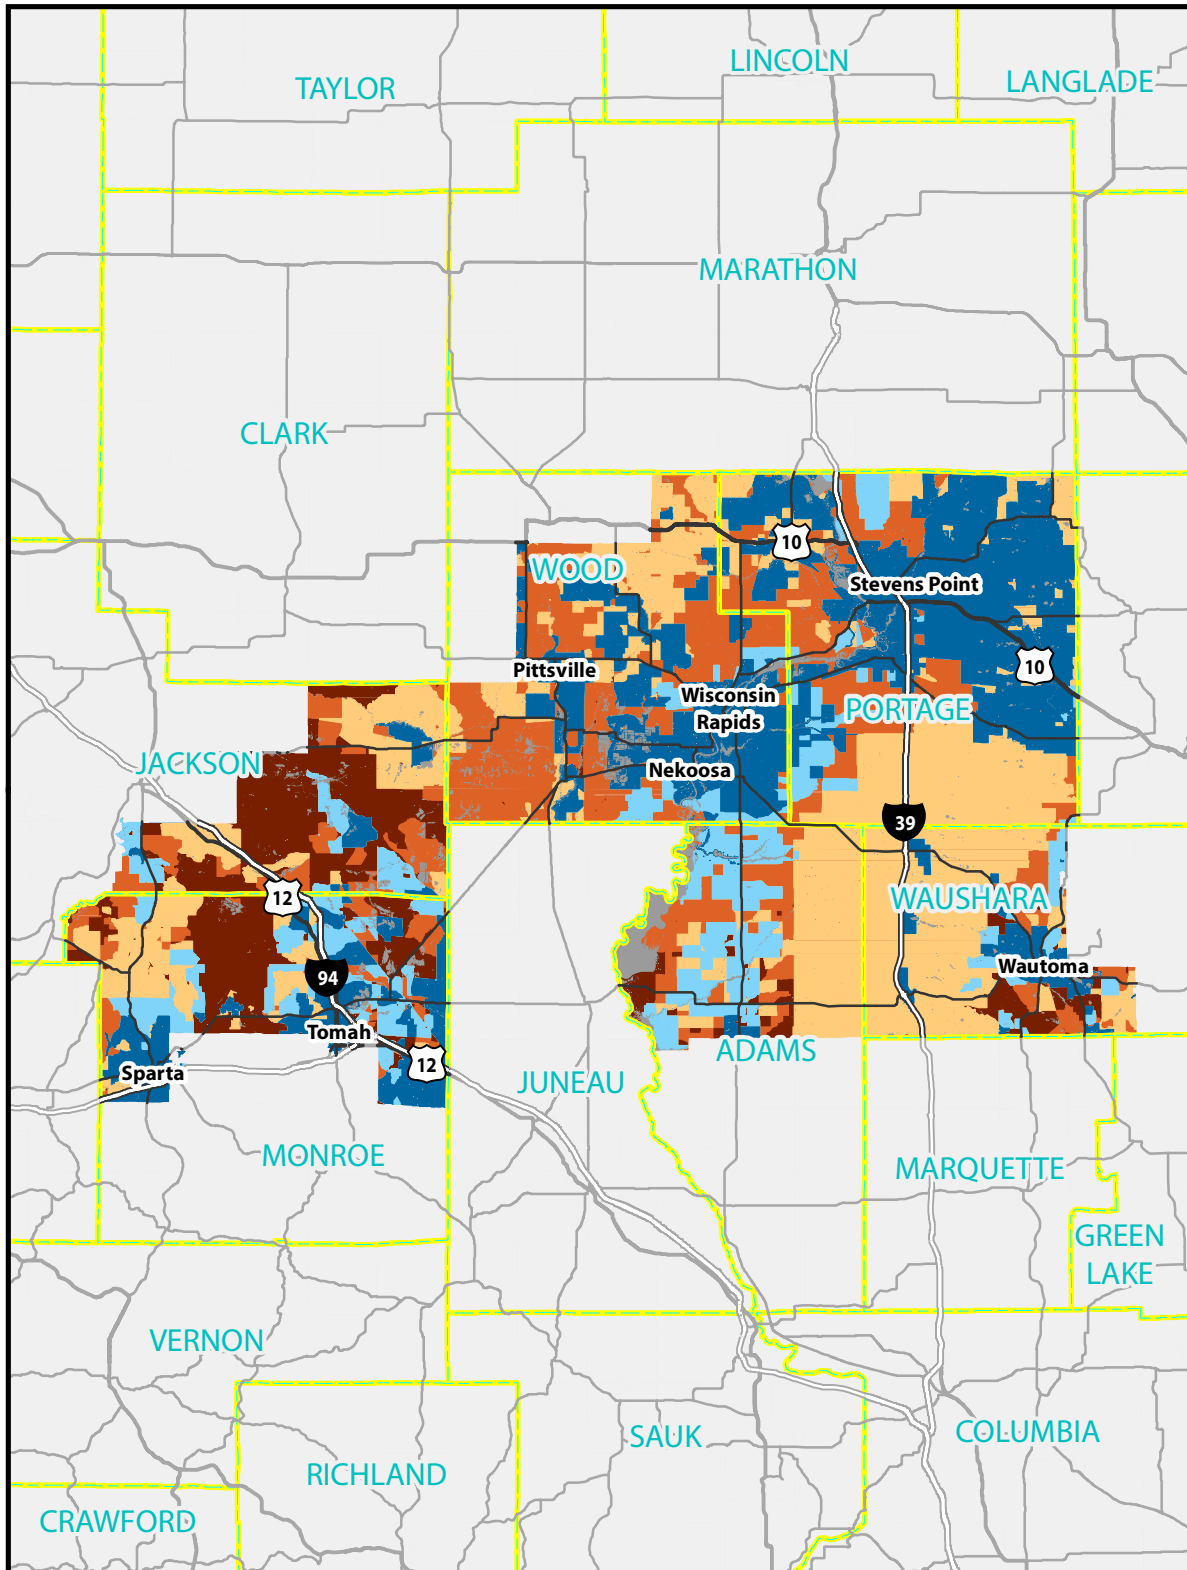 LINCOLN
TAYLOR
LANGLADE
MARATHON
CLARK
10
WOOD
Stevens Point
10
Pittsville
Wisconsin
Rapids
PORTAGE
JACKSON
Nekoosa
39
12
WAUSHARA
94
Wautoma
Tomah
ADAMS
12
Sparta
JUNEAU
MONROE
MARQUETTE
GREEN
LAKE
VERNON
SAUK
COLUMBIA
RICHLAND
CRAWFORD